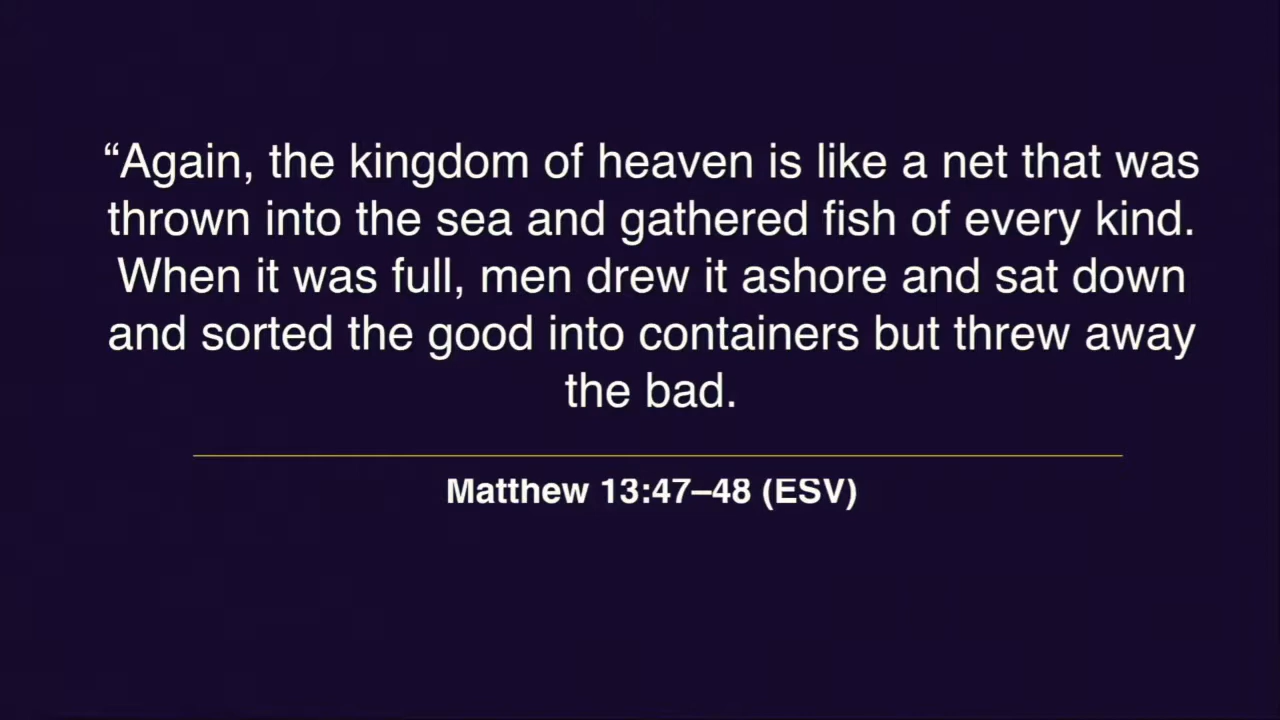 “Again, the kingdom of heaven is like a net that was
thrown into the sea and gathered fish of every kind.
When it was full, men drew it ashore and sat down
and sorted the good into containers but threw away
the bad.
Matthew 13:47–48 (ESV)